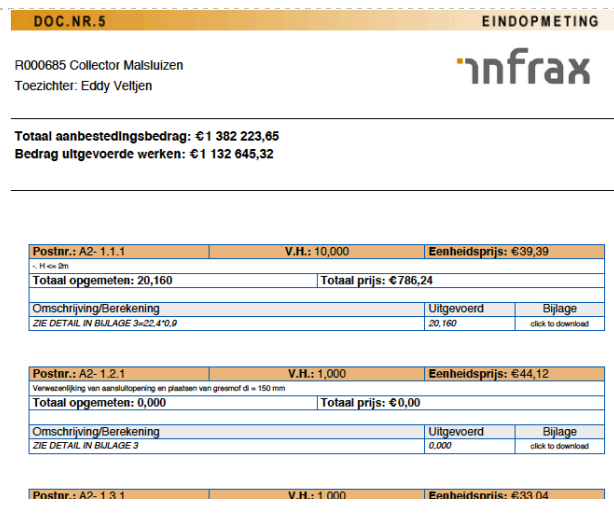 DOC.NR.5 EINDOPMETING
R000685 Collector Malsluizen
Toezichter: Eddy Veltjen
infrax
Totaal aanbestedingsbedrag: €1 382 223,65
Bedrag uitgevoerde werken: €1 132 645,32
Postnr.: A2- 1.1.1 V.H.: 10,000 Eenheidsprijs: €39,39
-. H <= 2m
Totaal opgemeten: 20,160 Totaal prijs: €786,24
Omschrijving/Berekening Uitgevoerd Bijlage
ZIE DETAIL IN BIJLAGE 3=22,4*0,9 20,160 click to download
Postnr.: A2- 1.2.1 V.H.: 1,000 Eenheidsprijs: €44,12
Verwezenlijking van aansluitopening en plaatsen van gresmof di = 150 mm
Totaal opgemeten: 0,000 Totaal prijs: €0,00
Omschrijving/Berekening Uitgevoerd Bijlage
ZIE DETAIL IN BIJLAGE 3 0,000 click to download
Postnr.: A2- 1.3.1 V.H.: 1,000 Eenheidsprijs: €33,04